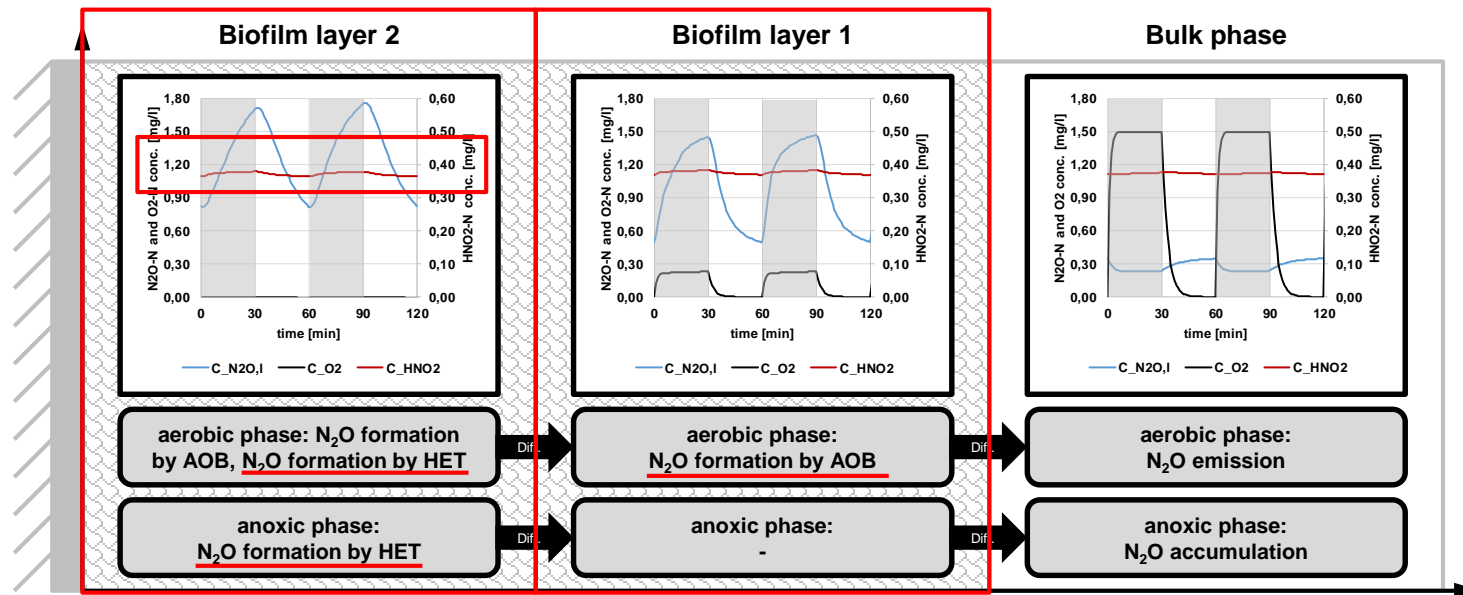 Biofilm layer 2
Biofilm layer 1
Bulk phase
N2O-N and O2-N conc. [mg/l]
1,80
1,50
1,20
0,90
0,60
0,30
0,00
0,60
0,50
0,40
0,30
0,20
0,10
0,00
HNO2-N conc. [mg/l]
0 30 60 90 120
time [min]
C_N2O,I C_O2 C_HNO2
N2O-N and O2 conc. [mg/l]
1,80
1,50
1,20
0,90
0,60
0,30
0,00
0,60
0,50
0,40
0,30
0,20
0,10
0,00
HNO2-N conc. [mg/l]
0 30 60 90 120
time [min]
C_N2O,I C_O2 C_HNO2
N2O-N and O2 conc. [mg/l]
1,80
1,50
1,20
0,90
0,60
0,30
0,00
0,60
0,50
0,40
0,30
0,20
0,10
0,00
HNO2-N conc. [mg/l]
0 30 60 90 120
time [min]
C_N2O,I C_O2 C_HNO2
aerobic phase: N₂O formation
by AOB, N₂O formation by HET
Diff.
aerobic phase:
N₂O formation by AOB
Diff.
aerobic phase:
N₂O emission
anoxic phase:
N₂O formation by HET
Diff.
anoxic phase:
-
Diff.
anoxic phase:
N₂O accumulation